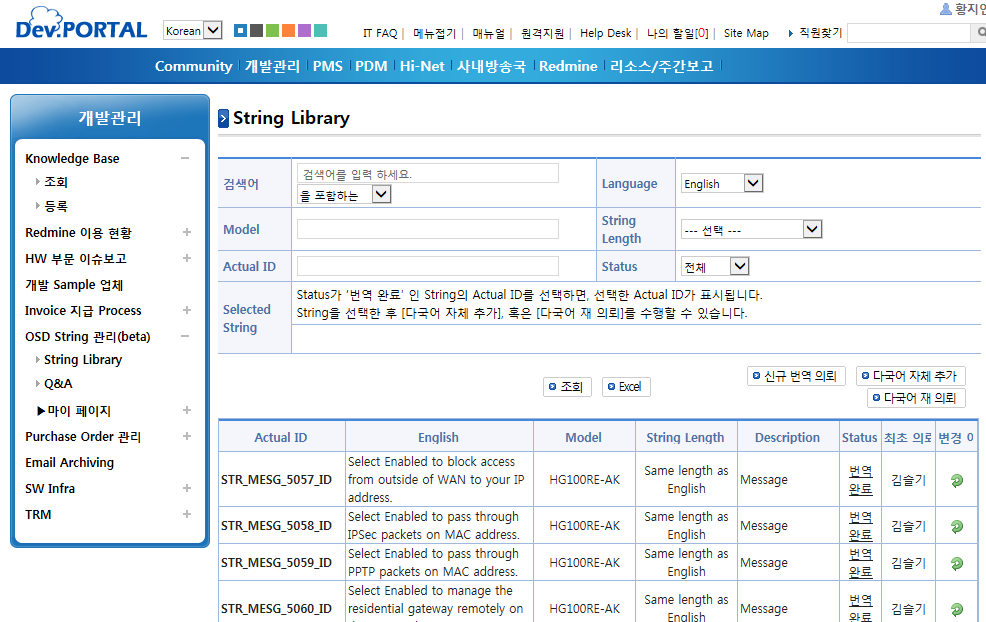 황지인
Dev.PORTAL
Korean
IT FAQ | 메뉴접기 | 매뉴얼 | 원격지원 | Help Desk | 나의 할일[0] | Site Map
직원찾기
Community 개발관리 PMS PDM Hi-Net 사내방송국 Redmine 리소스/주간보고
개발관리
Knowledge Base
조회
등록
Redmine 이용 현황
HW 부문 이슈보고
개발 Sample 업체
Invoice 지급 Process
OSD String 관리(beta)
String Library
Q&A
▶마이 페이지
Purchase Order 관리
Email Archiving
SW Infra
TRM
String Library
검색어
검색어를 입력 하세요.
을 포함하는
Language
English
Model
String
Length
--- 선택 ---
Actual ID
Status
전체
Selected
String
Status가 '번역 완료' 인 String의 Actual ID를 선택하면, 선택한 Actual ID가 표시됩니다.
String을 선택한 후 [다국어 자체 추가], 혹은 [다국어 재 의뢰]를 수행할 수 있습니다.
조회
Excel
신규 번역 의뢰
다국어 자체 추가
다국어 재 의뢰
Actual ID English Model String Length Description Status 최초 의뢰 변경 이
STR_MESG_5057_ID
Select Enabled to block access
from outside of WAN to your IP
address.
HG100RE-AK
Same length as
English
Message
번역
완료
김슬기
STR_MESG_5058_ID
Select Enabled to pass through
IPSec packets on MAC address.
HG100RE-AK
Same length as
English
Message
번역
완료
김슬기
STR_MESG_5059_ID
Select Enabled to pass through
PPTP packets on MAC address.
HG100RE-AK
Same length as
English
Message
번역
완료
김슬기
STR_MESG_5060_ID
Select Enabled to manage the
residential gateway remotely on
HG100RE-AK
Same length as
English
Message
번역
완료
김슬기